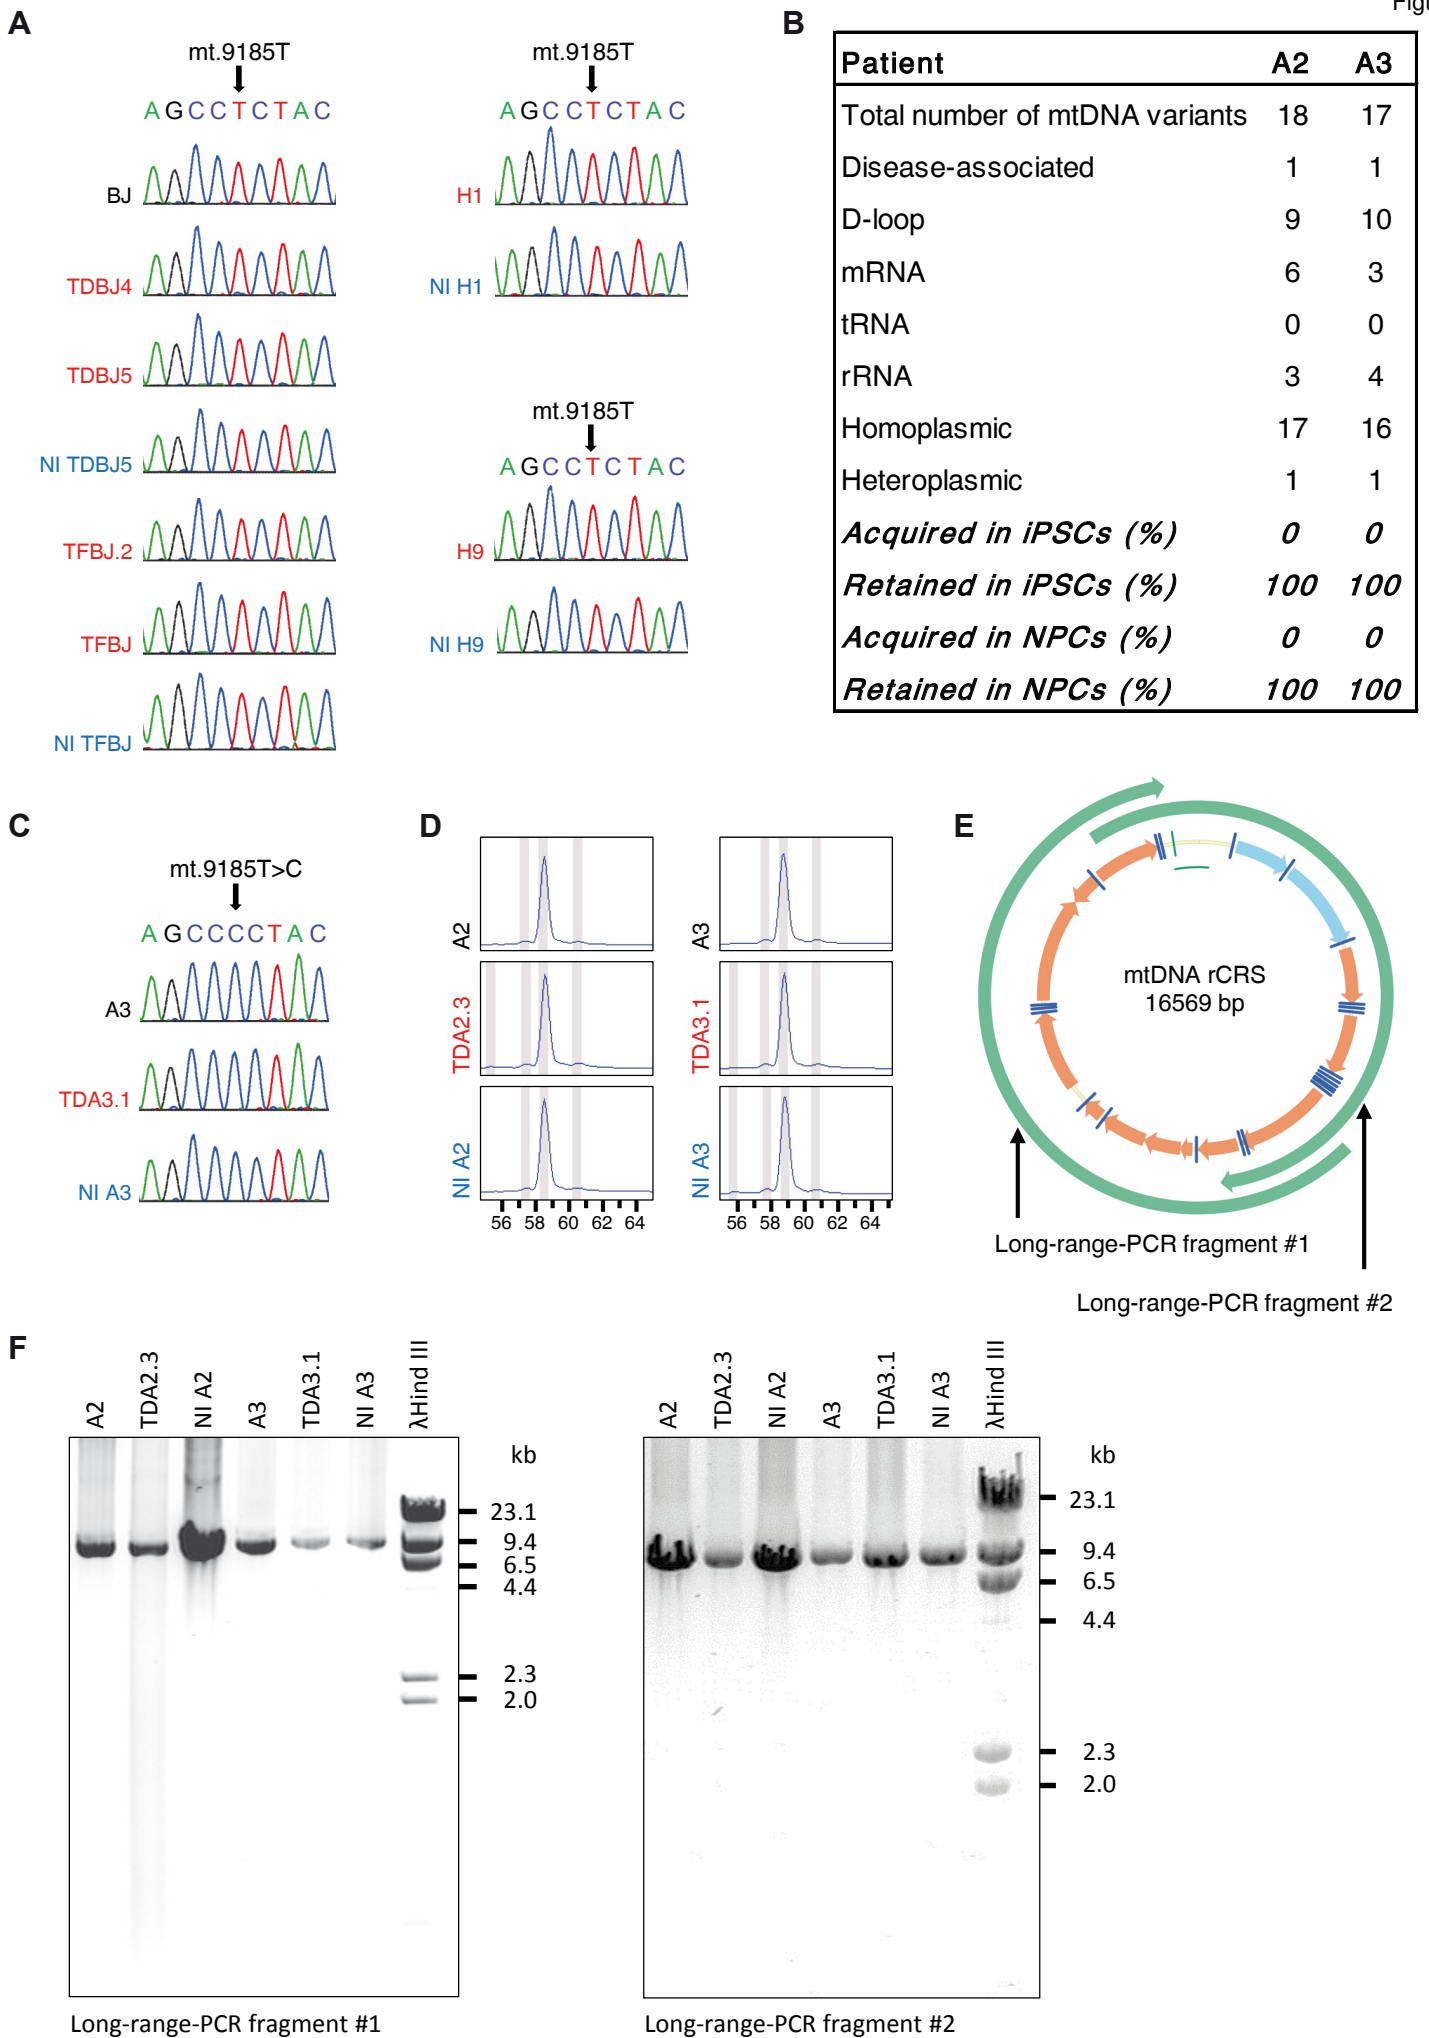 Figu
A
mt.9185T
AGCCTCTAC
BJ
TDBJ4
TDBJ5
NI TDBJ5
TFBJ.2
TFBJ
NI TFBJ
mt.9185T
AGCCTCTAC
H1
NI H1
mt.9185T
AGCCTCTAC
H9
NI H9
B
Patient A2 A3
Total number of mtDNA variants 18 17
Disease-associated 1 1
D-loop 9 10
mRNA 6 3
tRNA 0 0
rRNA 3 4
Homoplasmic 17 16
Heteroplasmic 1 1
Acquired in iPSCs (%) 0 0
Retained in iPSCs (%) 100 100
Acquired in NPCs (%) 0 0
Retained in NPCs (%) 100 100
C
mt.9185T>C
AGCCCCTAC
A3
TDA3.1
NI A3
D
A2
TDA2.3
NI A2
56 58 60 62 64
A3
TDA3.1
NI A3
56 58 60 62 64
E
mtDNA rCRS
16569 bp
Long-range-PCR fragment #1
Long-range-PCR fragment #2
F
A2
TDA2.3
NI A2
A3
TDA3.1
NI A3
λHind III
kb
23.1
9.4
6.5
4.4
2.3
2.0
Long-range-PCR fragment #1
A2
TDA2.3
NI A2
A3
TDA3.1
NI A3
λHind III
kb
23.1
9.4
6.5
4.4
2.3
2.0
Long-range-PCR fragment #2